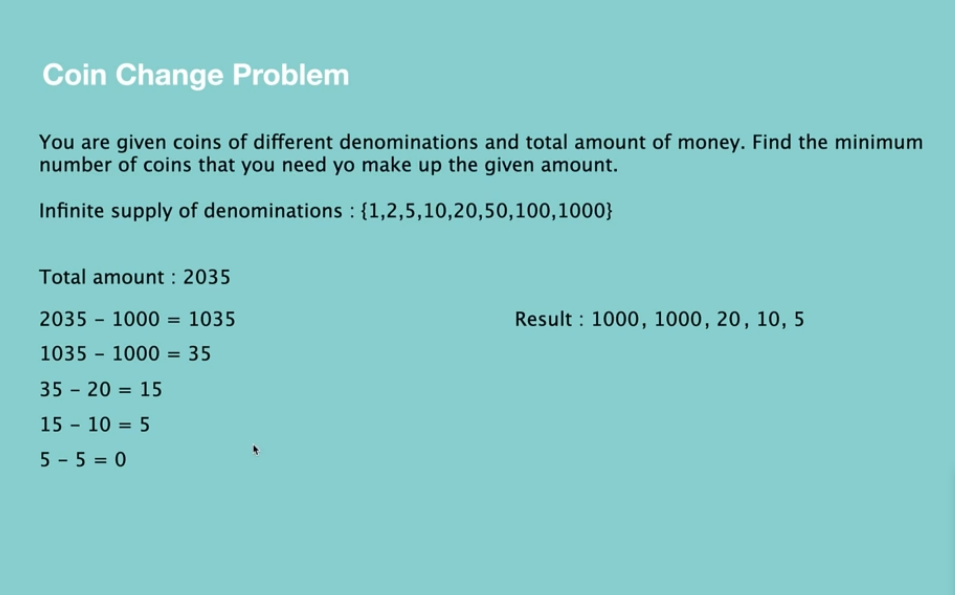 Coin Change Problem
You are given coins of different denominations and total amount of money. Find the minimum
number of coins that you need yo make up the given amount.
Infinite supply of denominations : {1,2,5,10,20,50,100,1000}
Total amount : 2035
2035 – 1000 = 1035
Result : 1000, 1000, 20, 10, 5
1035 – 1000 = 35
35 – 20 = 15
15 – 10 = 5
5 – 5 = 0